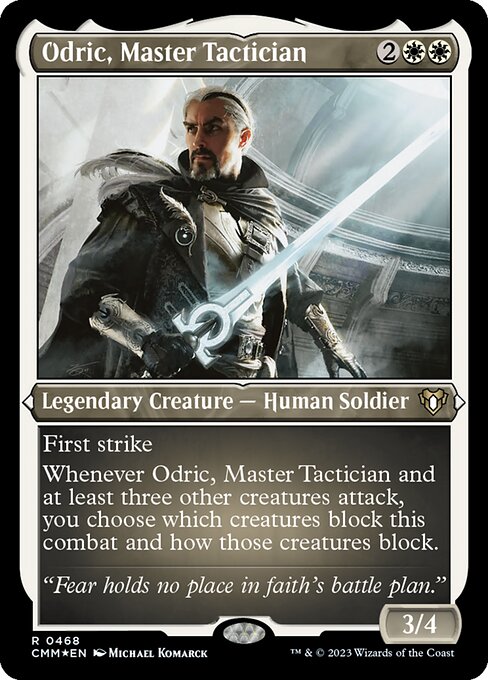 Odric, Master Tactician 2
Legendary Creature — Human Soldier
First strike
Whenever Odric, Master Tactician and
at least three other creatures attack,
you choose which creatures block this
combat and how those creatures block.
“Fear holds no place in faith’s battle plan.”
3/4
R 0468
CMM★EN Michael Komarck
™ & © 2023 Wizards of the Coast